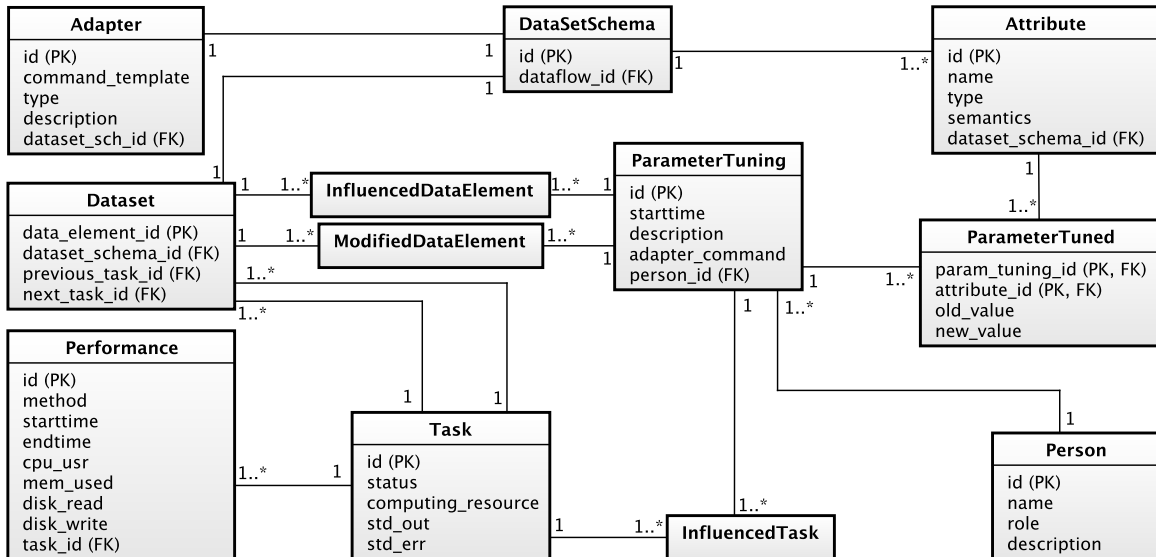 Adapter
id (PK)
command_template
type
description
dataset_sch_id (FK)
1
1
DataSetSchema
id (PK)
dataflow_id (FK)
1
1
1
1..*
Attribute
id (PK)
name
type
semantics
dataset_schema_id (FK)
1
1..*
Dataset
data_element_id (PK)
dataset_schema_id (FK)
previous_task_id (FK)
next_task_id (FK)
1
1..*
InfluencedDataElement
1..*
1
1
1..*
ModifiedDataElement
1..*
1
ParameterTuning
id (PK)
starttime
description
adapter_command
person_id (FK)
1
1..*
ParameterTuned
param_tuning_id (PK, FK)
attribute_id (PK, FK)
old_value
new_value
1..*
1..*
1
1
1
1..*
Performance
id (PK)
method
starttime
endtime
cpu_usr
mem_used
disk_read
disk_write
task_id (FK)
1..*
1
Task
id (PK)
status
computing_resource
std_out
std_err
1
1..*
1..*
InfluencedTask
1
Person
id (PK)
name
role
description